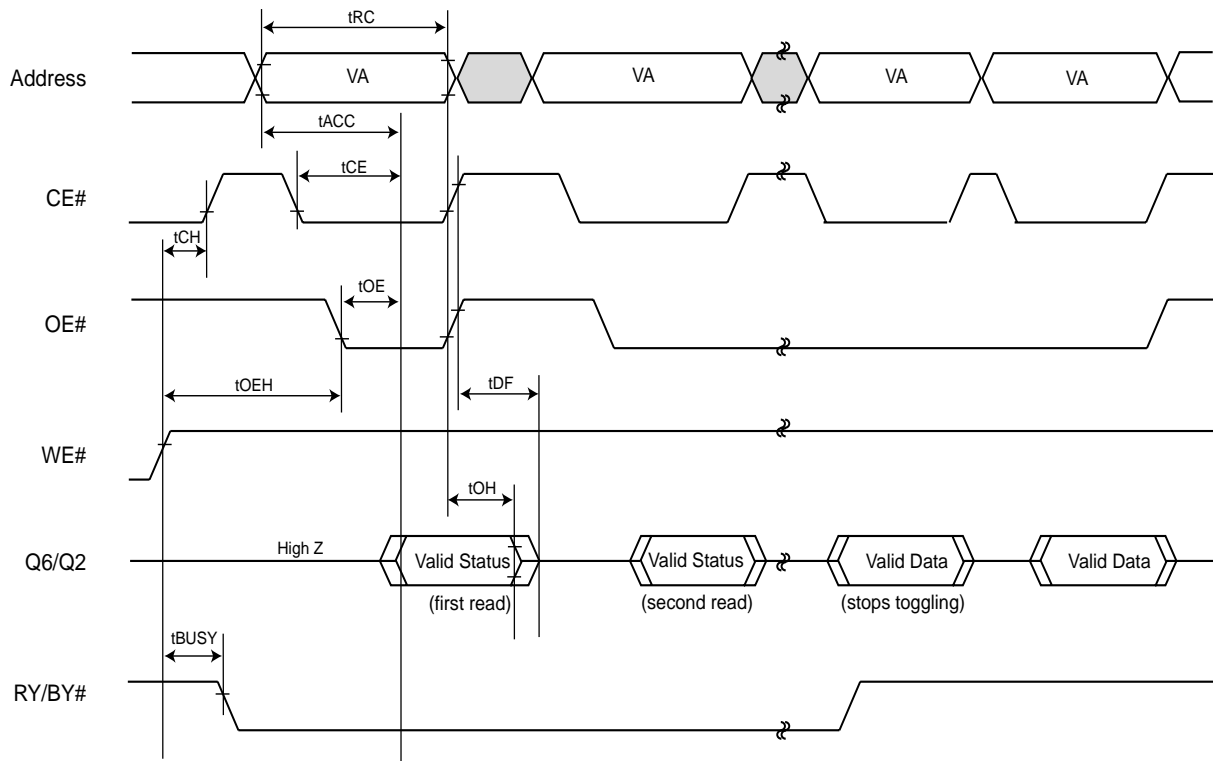 tRC
Address
VA
VA
VA
VA
tACC
tCE
CE#
tCH
tOE
OE#
tOEH
tDF
WE#
tOH
Q6/Q2
High Z
Valid Status
Valid Status
Valid Data
Valid Data
(first read)
(second read)
(stops toggling)
tBUSY
RY/BY#